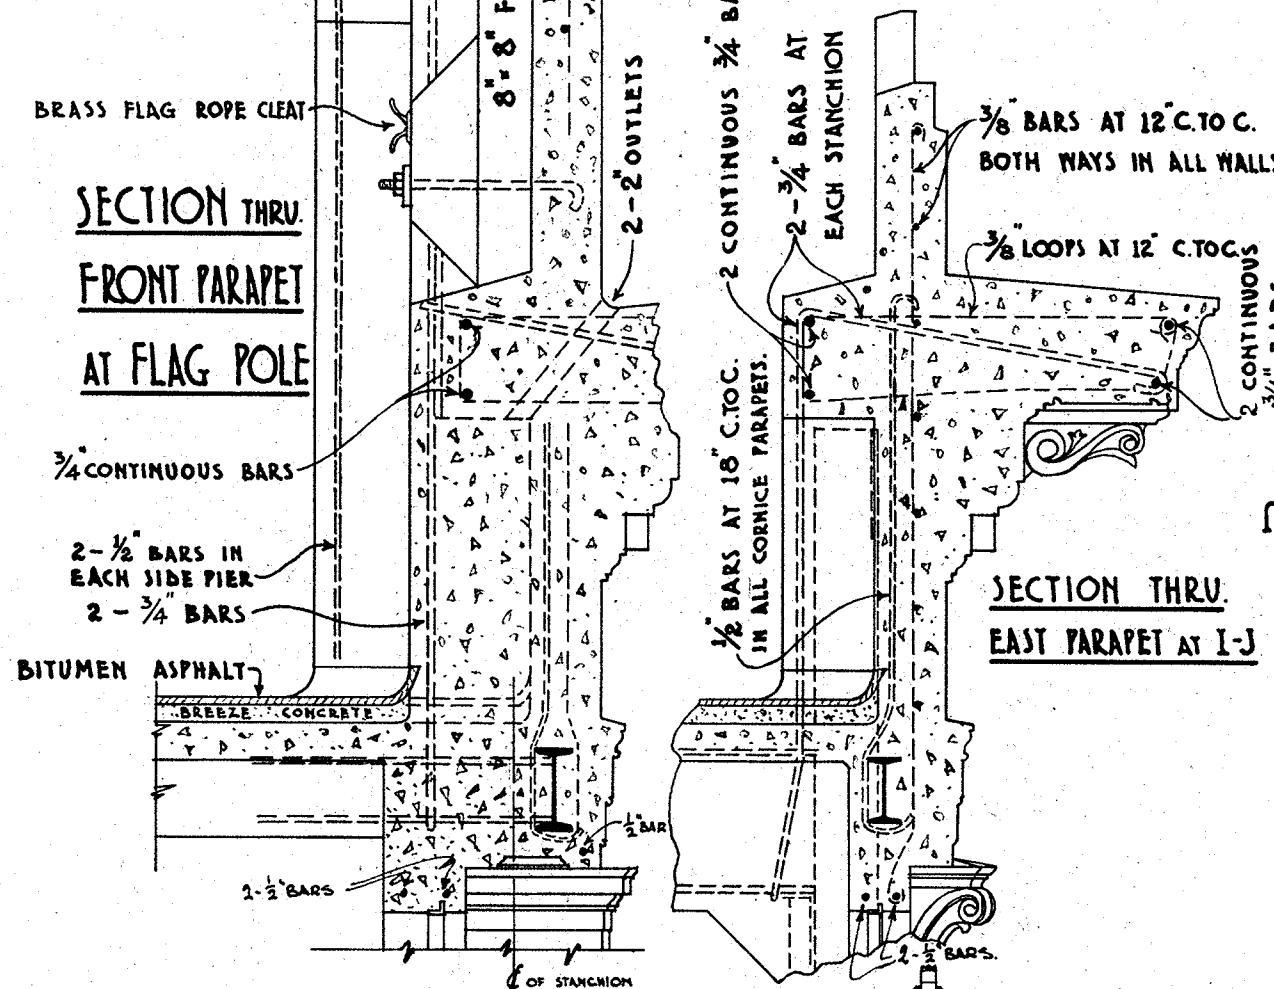 BRASS FLAG ROPE CLEAT
SECTION THRU.
FRONT PARAPET
AT FLAG POLE
3/4" CONTINUOUS BARS
2-1/2" BARS IN
EACH SIDE PIER
2 - 3/4" BARS
BITUMEN ASPHALT
BREEZE CONCRETE
2-1/2" BARS
1/2" BAR
℄ OF STANCHION
8" × 8" F
2-2" OUTLETS
2 CONTINUOUS 3/4" BA
2-3/4" BARS AT
EACH STANCHION
3/8" BARS AT 12" C. TO C.
BOTH WAYS IN ALL WALLS
3/8" LOOPS AT 12" C. TO C.
2 CONTINUOUS
3/4" BARS
1/2" BARS AT 18" C. TO C.
IN ALL CORNICE PARAPETS.
SECTION THRU.
EAST PARAPET AT I-J
2-1/2" BARS.